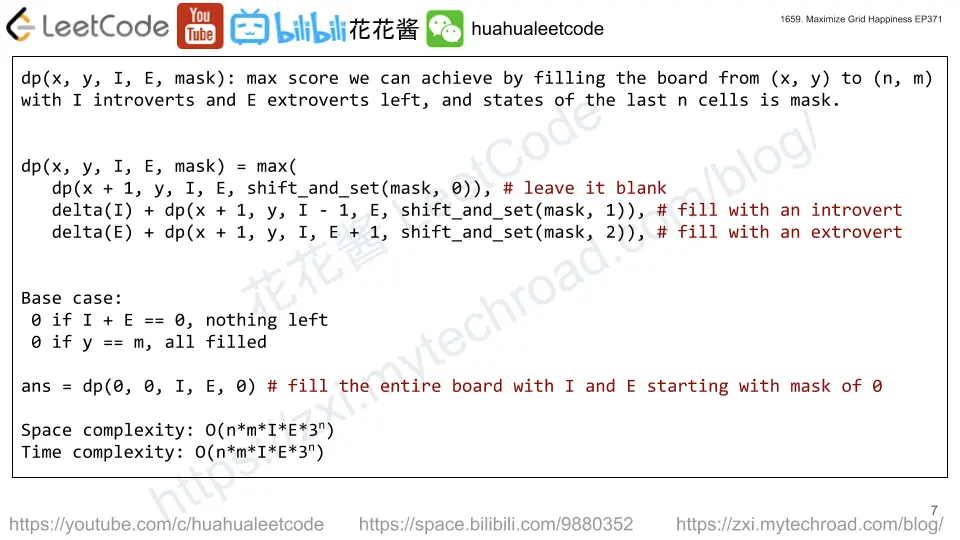 LeetCode You Tube bilibili 花花酱 huahualeetcode
1659. Maximize Grid Happiness EP371
dp(x, y, I, E, mask): max score we can achieve by filling the board from (x, y) to (n, m)
with I introverts and E extroverts left, and states of the last n cells is mask.
dp(x, y, I, E, mask) = max(
dp(x + 1, y, I, E, shift_and_set(mask, 0)), # leave it blank
delta(I) + dp(x + 1, y, I - 1, E, shift_and_set(mask, 1)), # fill with an introvert
delta(E) + dp(x + 1, y, I, E + 1, shift_and_set(mask, 2)), # fill with an extrovert
Base case:
0 if I + E == 0, nothing left
0 if y == m, all filled
ans = dp(0, 0, I, E, 0) # fill the entire board with I and E starting with mask of 0
Space complexity: O(n*m*I*E*3ⁿ)
Time complexity: O(n*m*I*E*3ⁿ)
花花酱 LeetCode
https://zxi.mytechroad.com/blog/
7
https://youtube.com/c/huahualeetcode https://space.bilibili.com/9880352 https://zxi.mytechroad.com/blog/